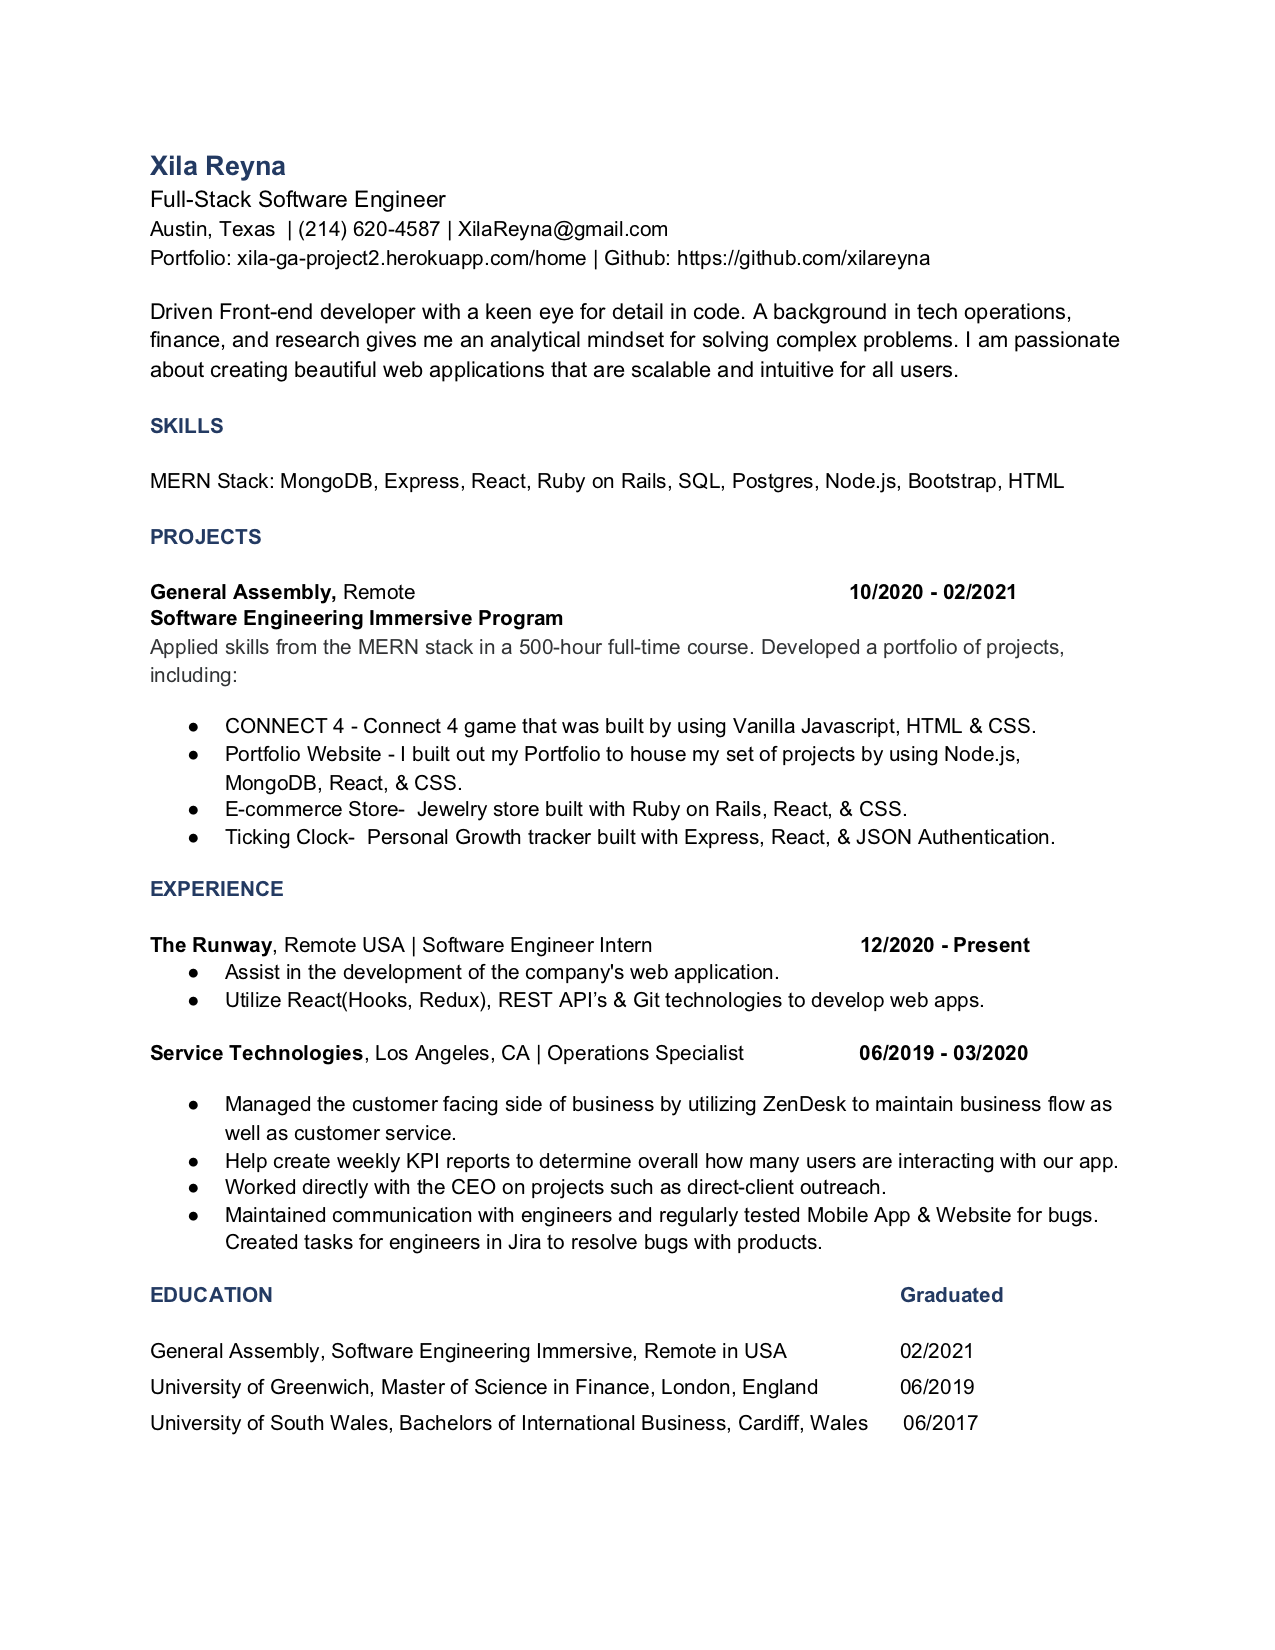 Xila Reyna
Full-Stack Software Engineer
Austin, Texas  | (214) 620-4587 | XilaReyna@gmail.com
Portfolio: xila-ga-project2.herokuapp.com/home | Github: https://github.com/xilareyna
Driven Front-end developer with a keen eye for detail in code. A background in tech operations,
finance, and research gives me an analytical mindset for solving complex problems. I am passionate
about creating beautiful web applications that are scalable and intuitive for all users.
SKILLS
MERN Stack: MongoDB, Express, React, Ruby on Rails, SQL, Postgres, Node.js, Bootstrap, HTML
PROJECTS
General Assembly, Remote 10/2020 - 02/2021
Software Engineering Immersive Program
Applied skills from the MERN stack in a 500-hour full-time course. Developed a portfolio of projects,
including:
● CONNECT 4 - Connect 4 game that was built by using Vanilla Javascript, HTML & CSS.
● Portfolio Website - I built out my Portfolio to house my set of projects by using Node.js,
MongoDB, React, & CSS.
● E-commerce Store-  Jewelry store built with Ruby on Rails, React, & CSS.
● Ticking Clock-  Personal Growth tracker built with Express, React, & JSON Authentication.
EXPERIENCE
The Runway, Remote USA | Software Engineer Intern 12/2020 - Present
● Assist in the development of the company's web application.
● Utilize React(Hooks, Redux), REST API’s & Git technologies to develop web apps.
Service Technologies, Los Angeles, CA | Operations Specialist 06/2019 - 03/2020
● Managed the customer facing side of business by utilizing ZenDesk to maintain business flow as
well as customer service.
● Help create weekly KPI reports to determine overall how many users are interacting with our app.
● Worked directly with the CEO on projects such as direct-client outreach.
● Maintained communication with engineers and regularly tested Mobile App & Website for bugs.
Created tasks for engineers in Jira to resolve bugs with products.
EDUCATION Graduated
General Assembly, Software Engineering Immersive, Remote in USA 02/2021
University of Greenwich, Master of Science in Finance, London, England 06/2019
University of South Wales, Bachelors of International Business, Cardiff, Wales 06/2017